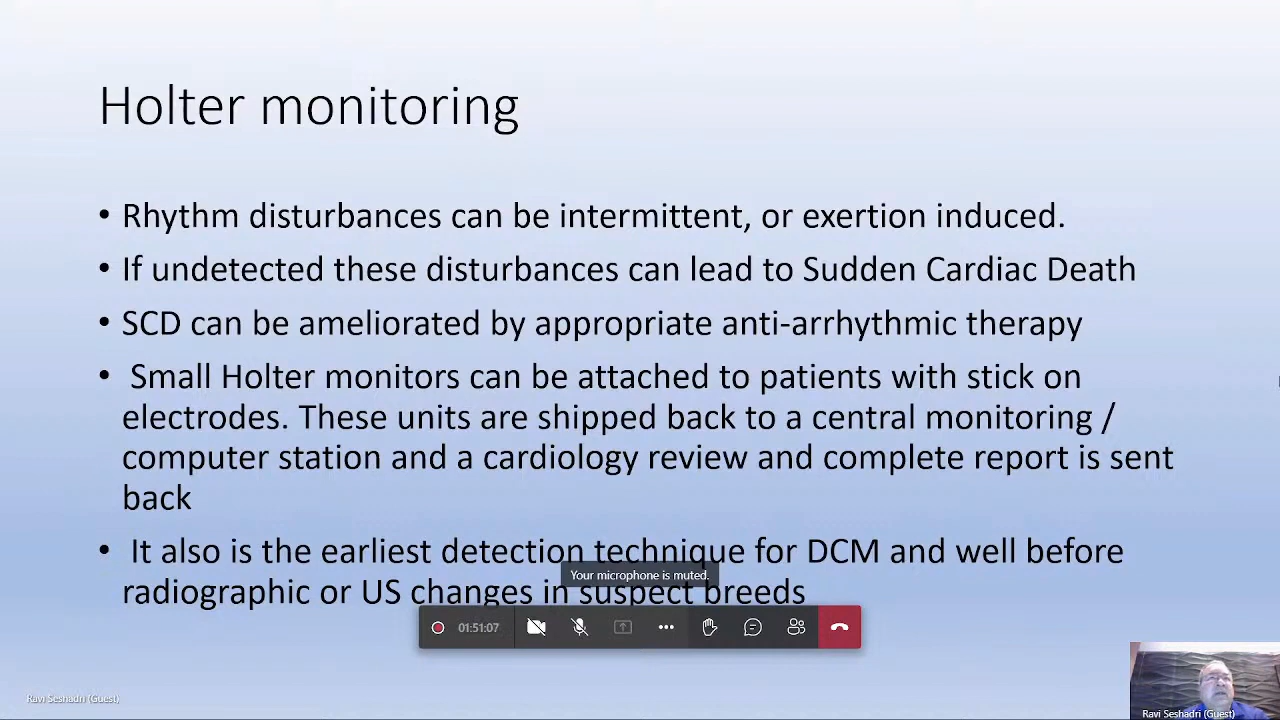 Holter monitoring
• Rhythm disturbances can be intermittent, or exertion induced.
• If undetected these disturbances can lead to Sudden Cardiac Death
• SCD can be ameliorated by appropriate anti-arrhythmic therapy
• Small Holter monitors can be attached to patients with stick on
electrodes. These units are shipped back to a central monitoring /
computer station and a cardiology review and complete report is sent
back
• It also is the earliest detection technique for DCM and well before
Your microphone is muted.
radiographic or US changes in suspect breeds
01:51:07
Ravi Seshadri (Guest)
Ravi Seshadri (Guest)